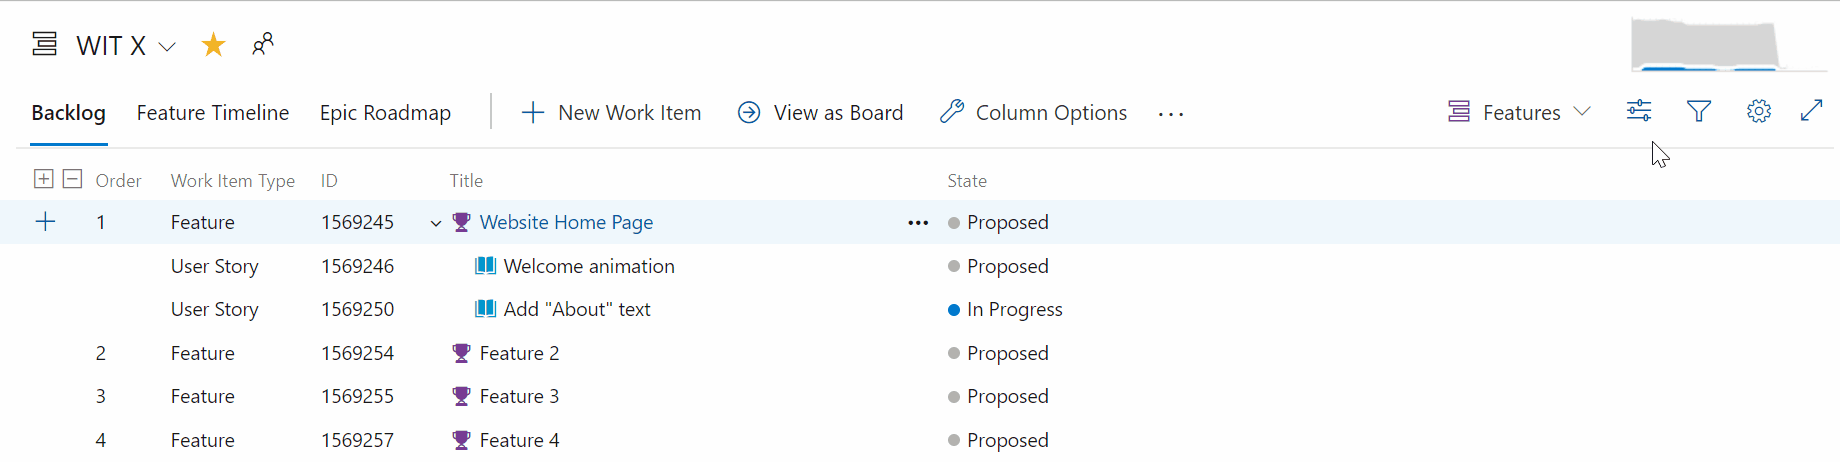 WIT X
Backlog Feature Timeline Epic Roadmap New Work Item View as Board Column Options ... Features
Order Work Item Type ID Title State
1 Feature 1569245 Website Home Page ... Proposed
User Story 1569246 Welcome animation Proposed
User Story 1569250 Add "About" text In Progress
2 Feature 1569254 Feature 2 Proposed
3 Feature 1569255 Feature 3 Proposed
4 Feature 1569257 Feature 4 Proposed